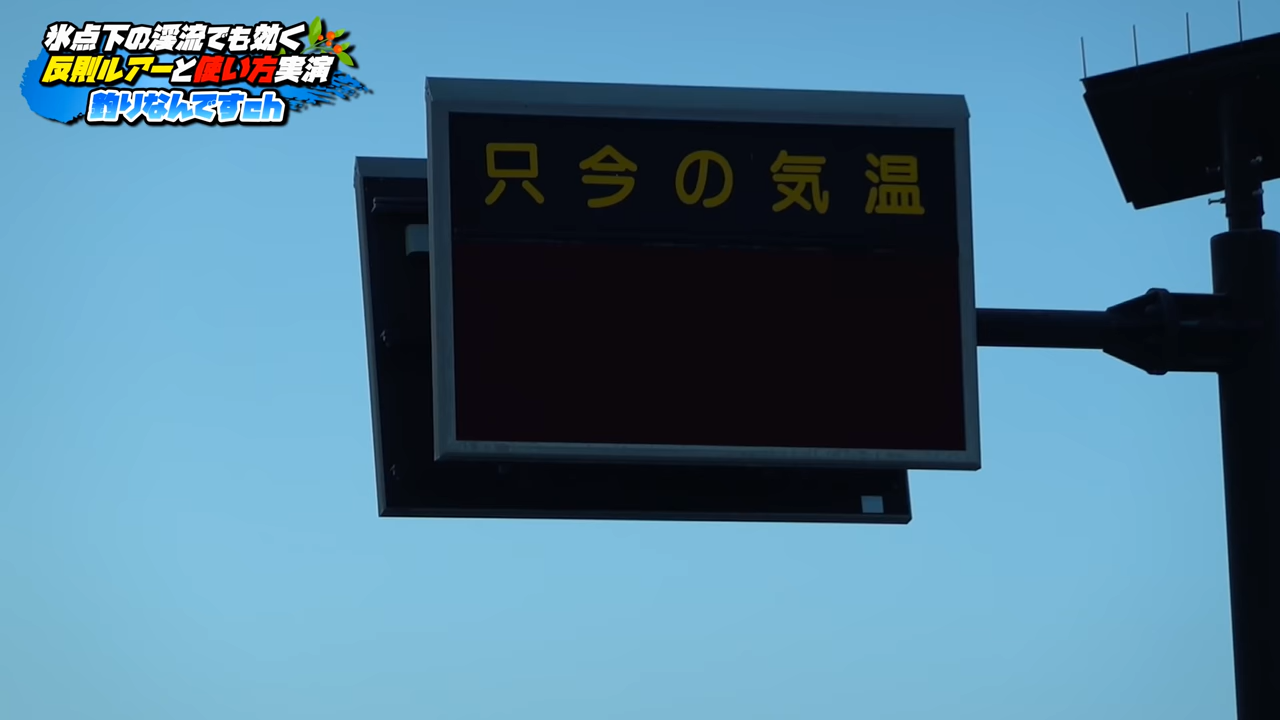 氷点下の渓流でも効く
反則ルアーと使い方実演
釣りなんですch
只今の気温